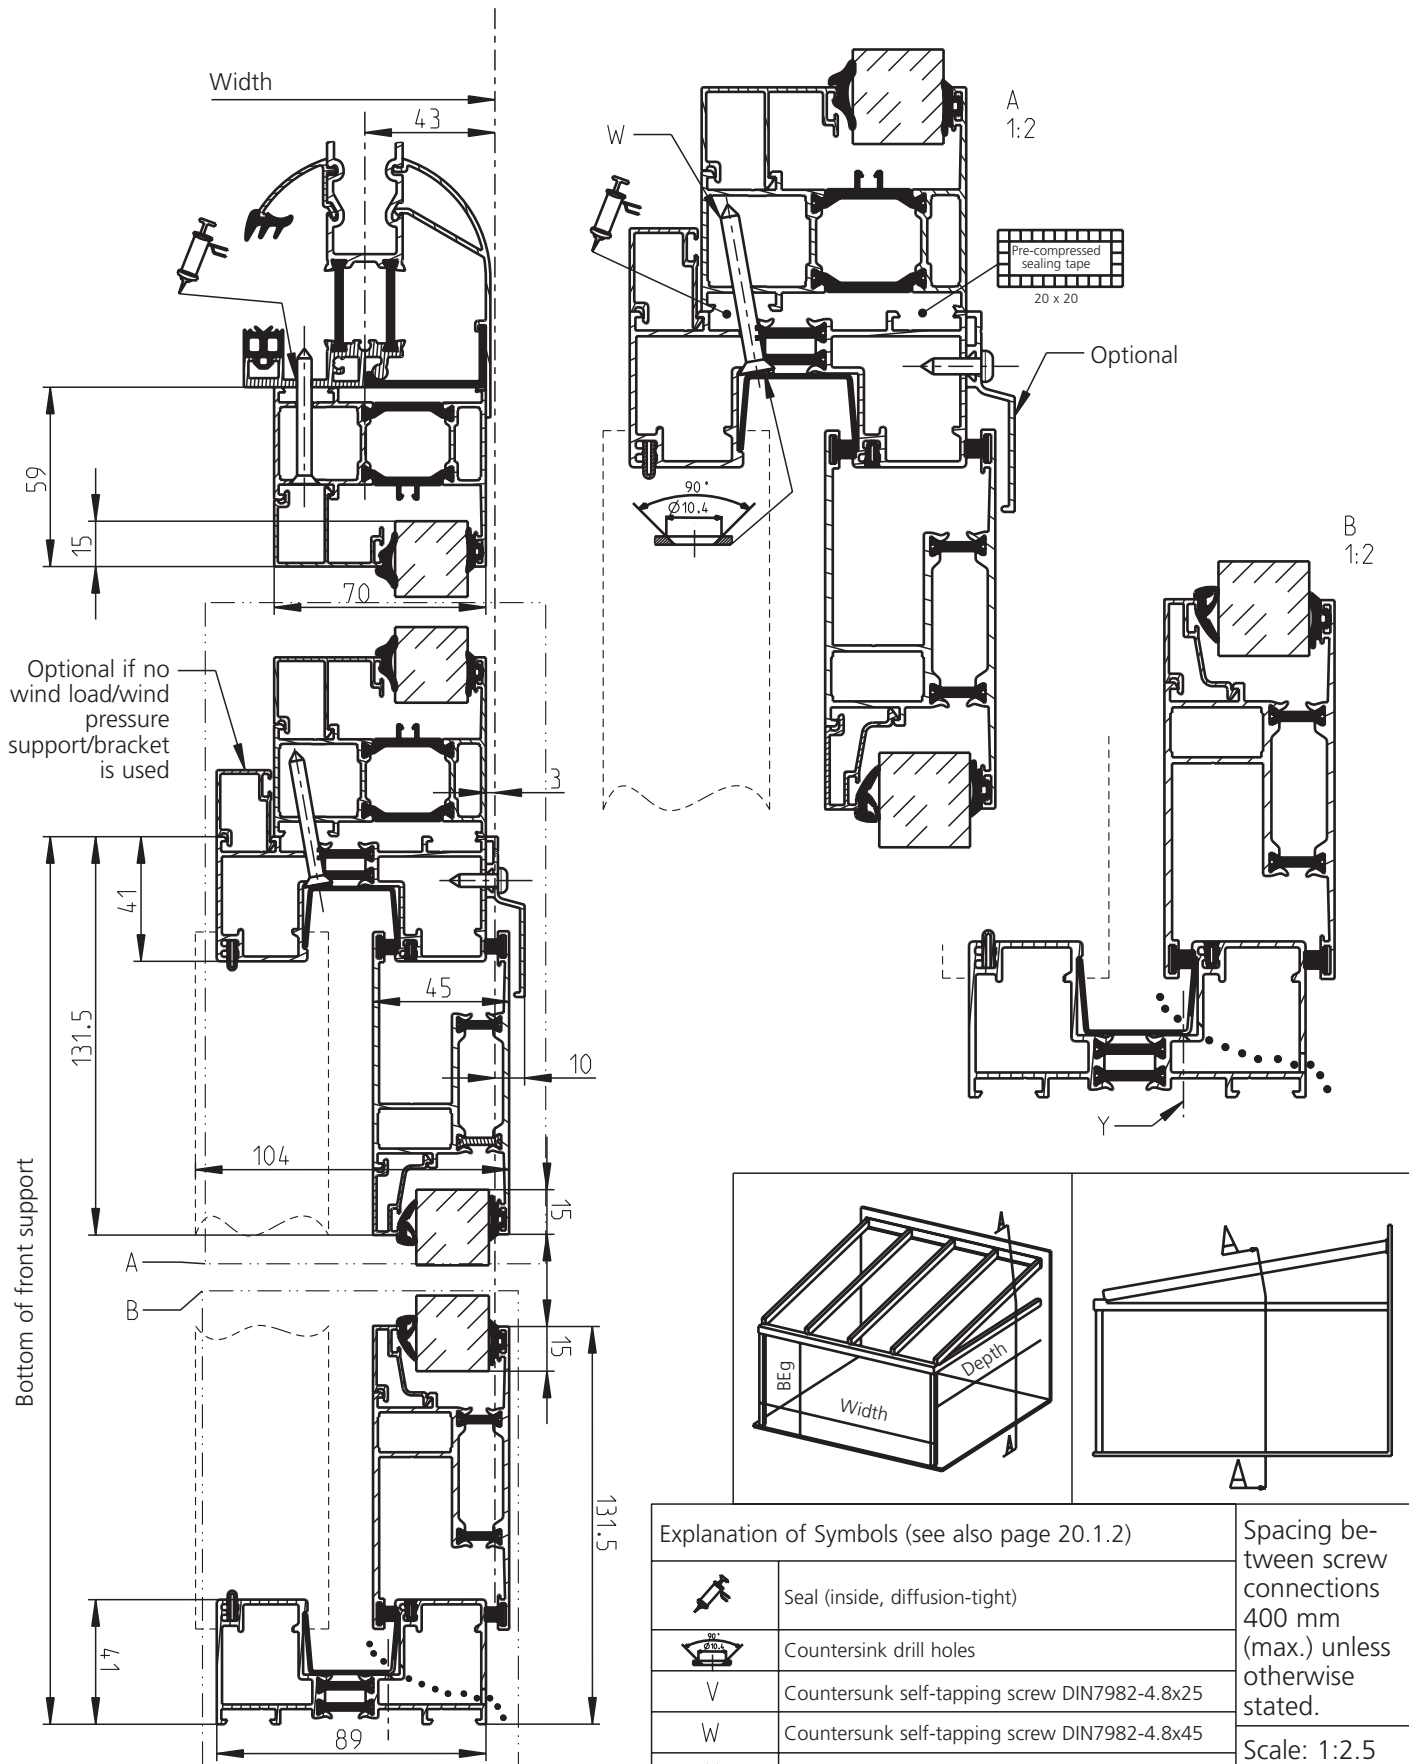 Width
43
59
15
70
Optional if no
wind load/wind
pressure
support/bracket
is used
3
41
131.5
45
10
104
15
A
B
15
Bottom of front support
131.5
41
89
W
A
1:2
Pre-compressed
sealing tape
20 x 20
Optional
90°
Ø10.4
B
1:2
Y
A
BEg
Width
Depth
A
A
A
Explanation of Symbols (see also page 20.1.2)
Seal (inside, diffusion-tight)
90°
Ø10.4
Countersink drill holes
V
Countersunk self-tapping screw DIN7982-4.8x25
W
Countersunk self-tapping screw DIN7982-4.8x45
Spacing be-
tween screw
connections
400 mm
(max.) unless
otherwise
stated.
Scale: 1:2.5